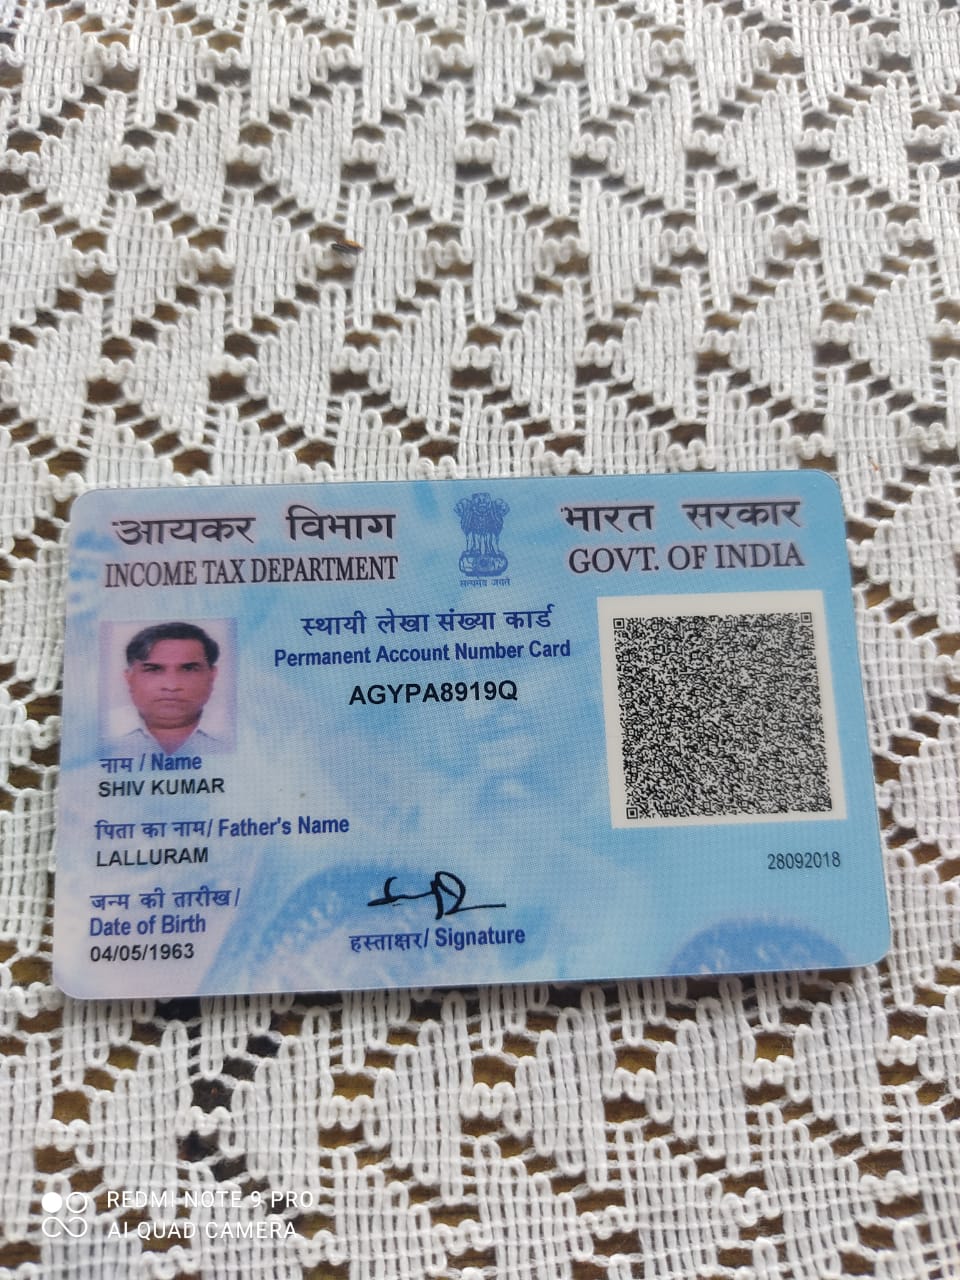 आयकर विभाग
INCOME TAX DEPARTMENT
सत्यमेव जयते
भारत सरकार
GOVT. OF INDIA
स्थायी लेखा संख्या कार्ड
Permanent Account Number Card
AGYPA8919Q
नाम / Name
SHIV KUMAR
पिता का नाम/ Father's Name
LALLURAM
28092018
जन्म की तारीख/
Date of Birth
04/05/1963
हस्ताक्षर/ Signature
REDMI NOTE 9 PRO
AI QUAD CAMERA